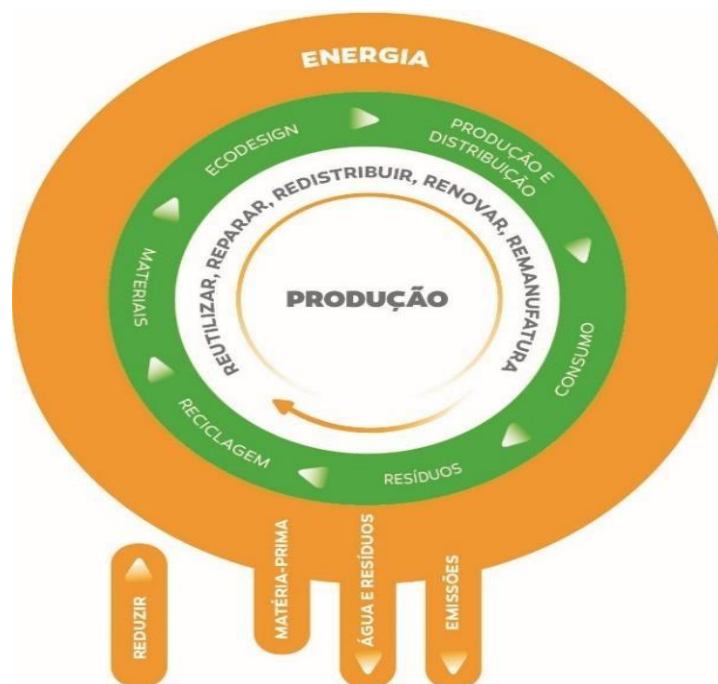 ENERGIA
ECODESIGN
PRODUÇÃO E
DISTRIBUIÇÃO
CONSUMO
RESÍDUOS
RECICLAGEM
MATERIAIS
REUTILIZAR, REPARAR, REDISTRIBUIR, RENOVAR, REMANUFATURA
PRODUÇÃO
REDUZIR
MATÉRIA-PRIMA
ÁGUA E RESÍDUOS
EMISSÕES